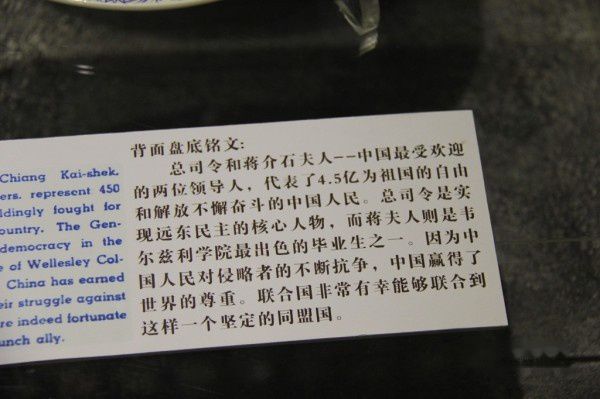 Chiang Kai-shek,
represent 450
fought for
The Gen-
democracy in the
of Wellesley Col-
China has earned
struggle against
indeed fortunate
ally.
背面盘底铭文:
总司令和蒋介石夫人--中国最受欢迎
的两位领导人，代表了4.5亿为祖国的自由
和解放不懈奋斗的中国人民。总司令是实
现远东民主的核心人物，而蒋夫人则是韦
尔兹利学院最出色的毕业生之一。因为中
国人民对侵略者的不断抗争，中国赢得了
世界的尊重。联合国非常有幸能够联合到
这样一个坚定的同盟国。